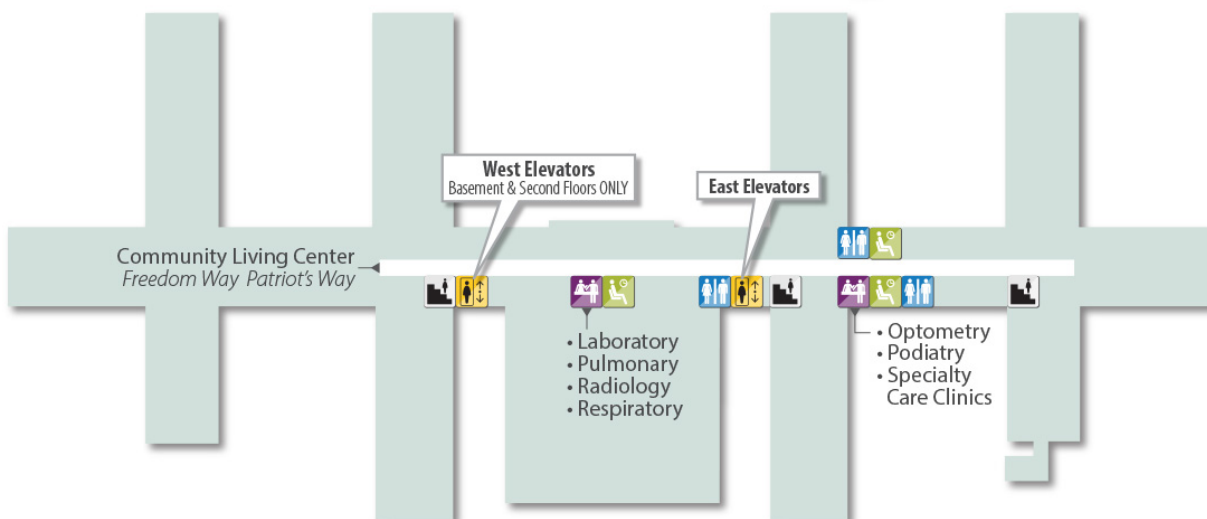 West Elevators
Basement & Second Floors ONLY
East Elevators
Community Living Center
Freedom Way Patriot's Way
• Laboratory
• Pulmonary
• Radiology
• Respiratory
• Optometry
• Podiatry
• Specialty
Care Clinics